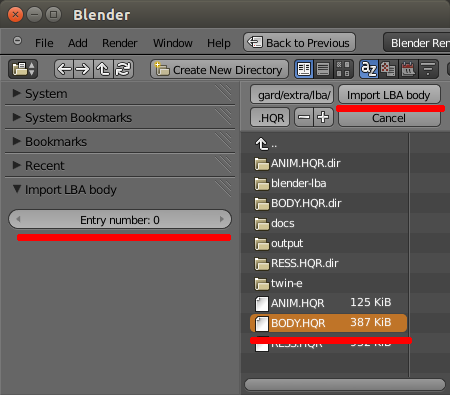 Blender
File Add Render Window Help Back to Previous Blender Ren
Create New Directory
System
System Bookmarks
Bookmarks
Recent
Import LBA body
Entry number: 0
gard/extra/lba/ Import LBA body
.HQR Cancel
..
ANIM.HQR.dir
blender-lba
BODY.HQR.dir
docs
output
RESS.HQR.dir
twin-e
ANIM.HQR 125 KiB
BODY.HQR 387 KiB
RESS.HQR 932 KiB